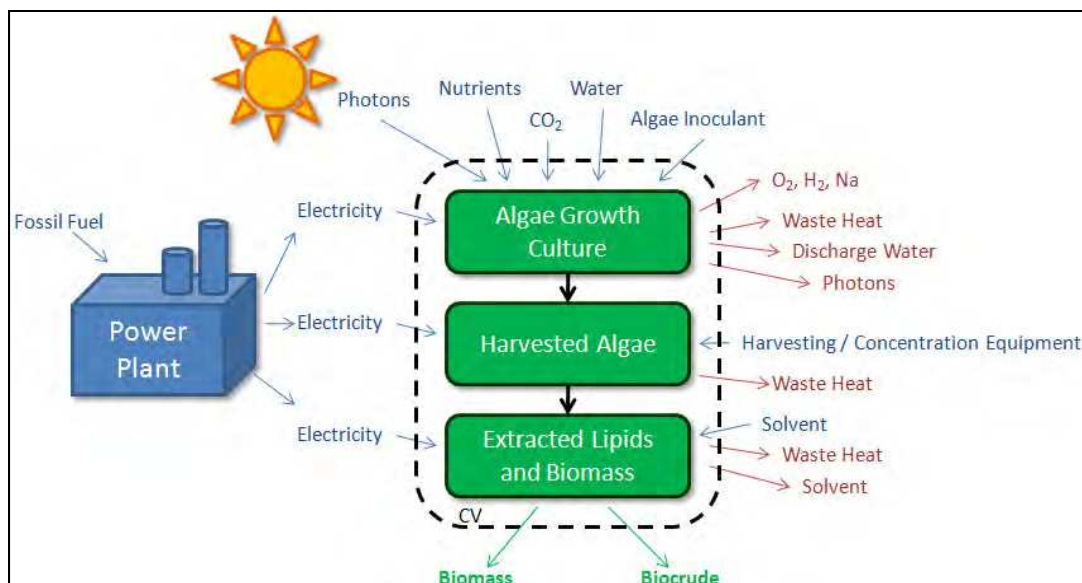 Photons
Nutrients
CO₂
Water
Algae Inoculant
Fossil Fuel
Power
Plant
Electricity
Electricity
Electricity
Algae Growth
Culture
O₂, H₂, Na
Waste Heat
Discharge Water
Photons
Harvested Algae
Harvesting / Concentration Equipment
Waste Heat
Extracted Lipids
and Biomass
Solvent
Waste Heat
Solvent
CV
Biomass
Biocrude